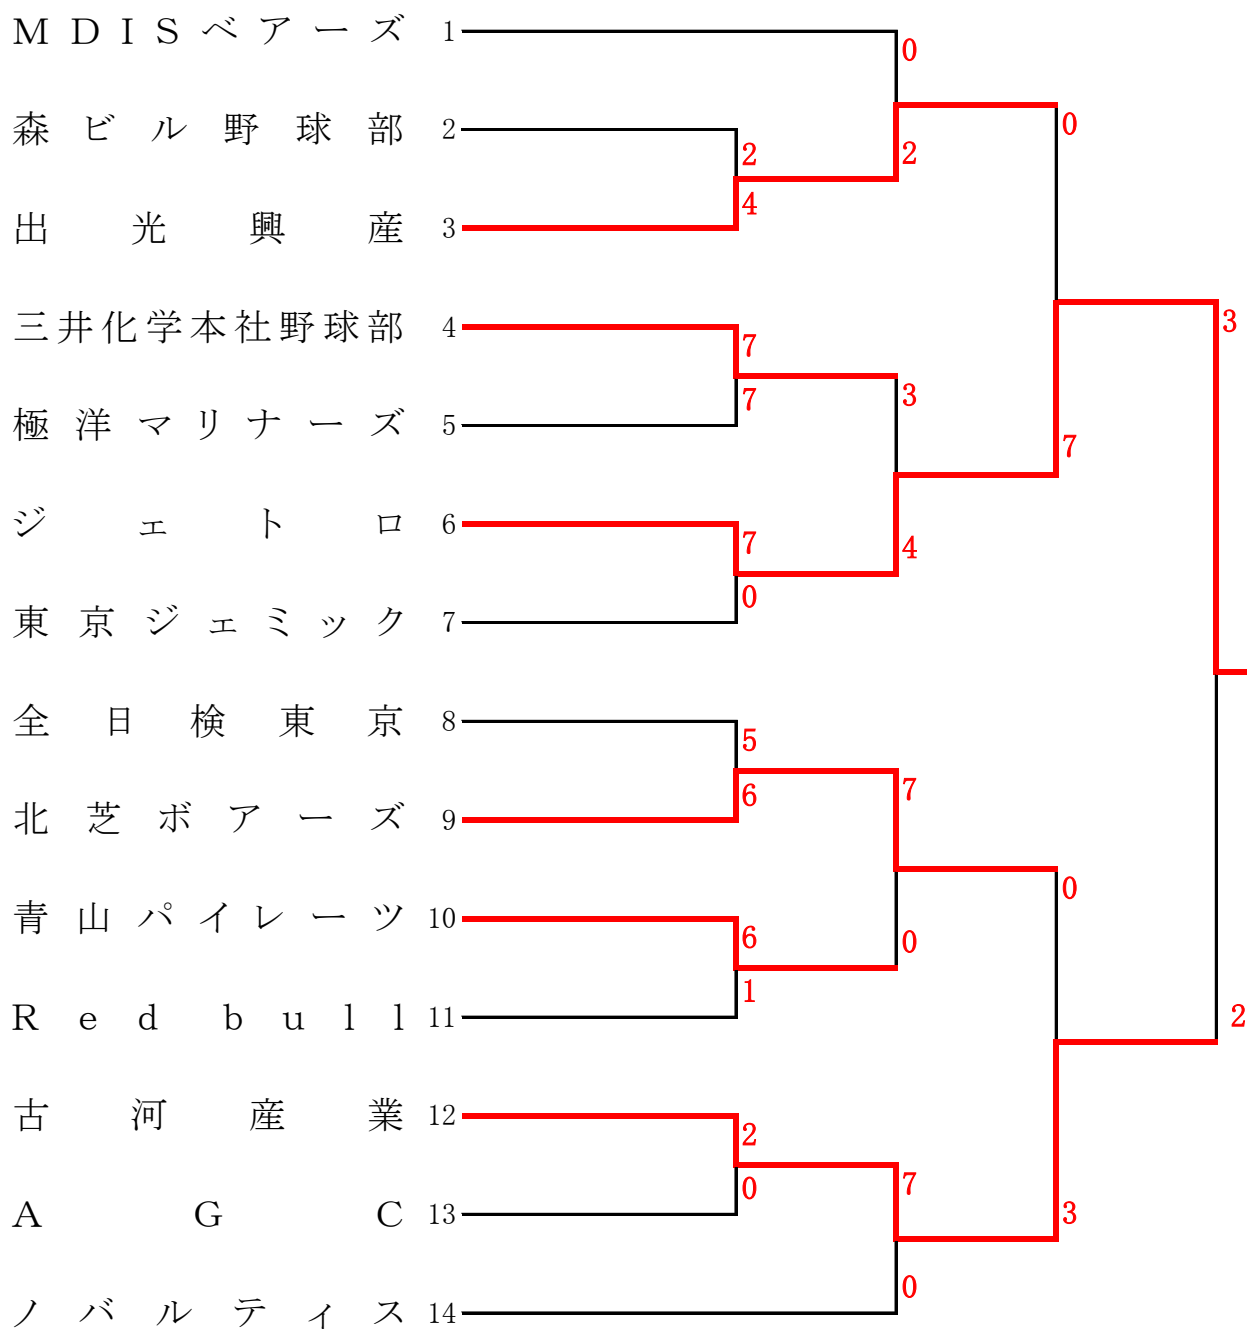 MDISベアーズ 1
0
森ビル野球部 2
0
2
2
4
出光興産 3
三井化学本社野球部 4
3
7
3
7
極洋マリナーズ 5
7
ジェトロ 6
7
4
0
東京ジェミック 7
全日検東京 8
5
7
6
北芝ボアーズ 9
0
青山パイレーツ 10
6
0
1
Red bull 11
2
古河産業 12
2
7
0
3
AGC 13
0
ノバルティス 14